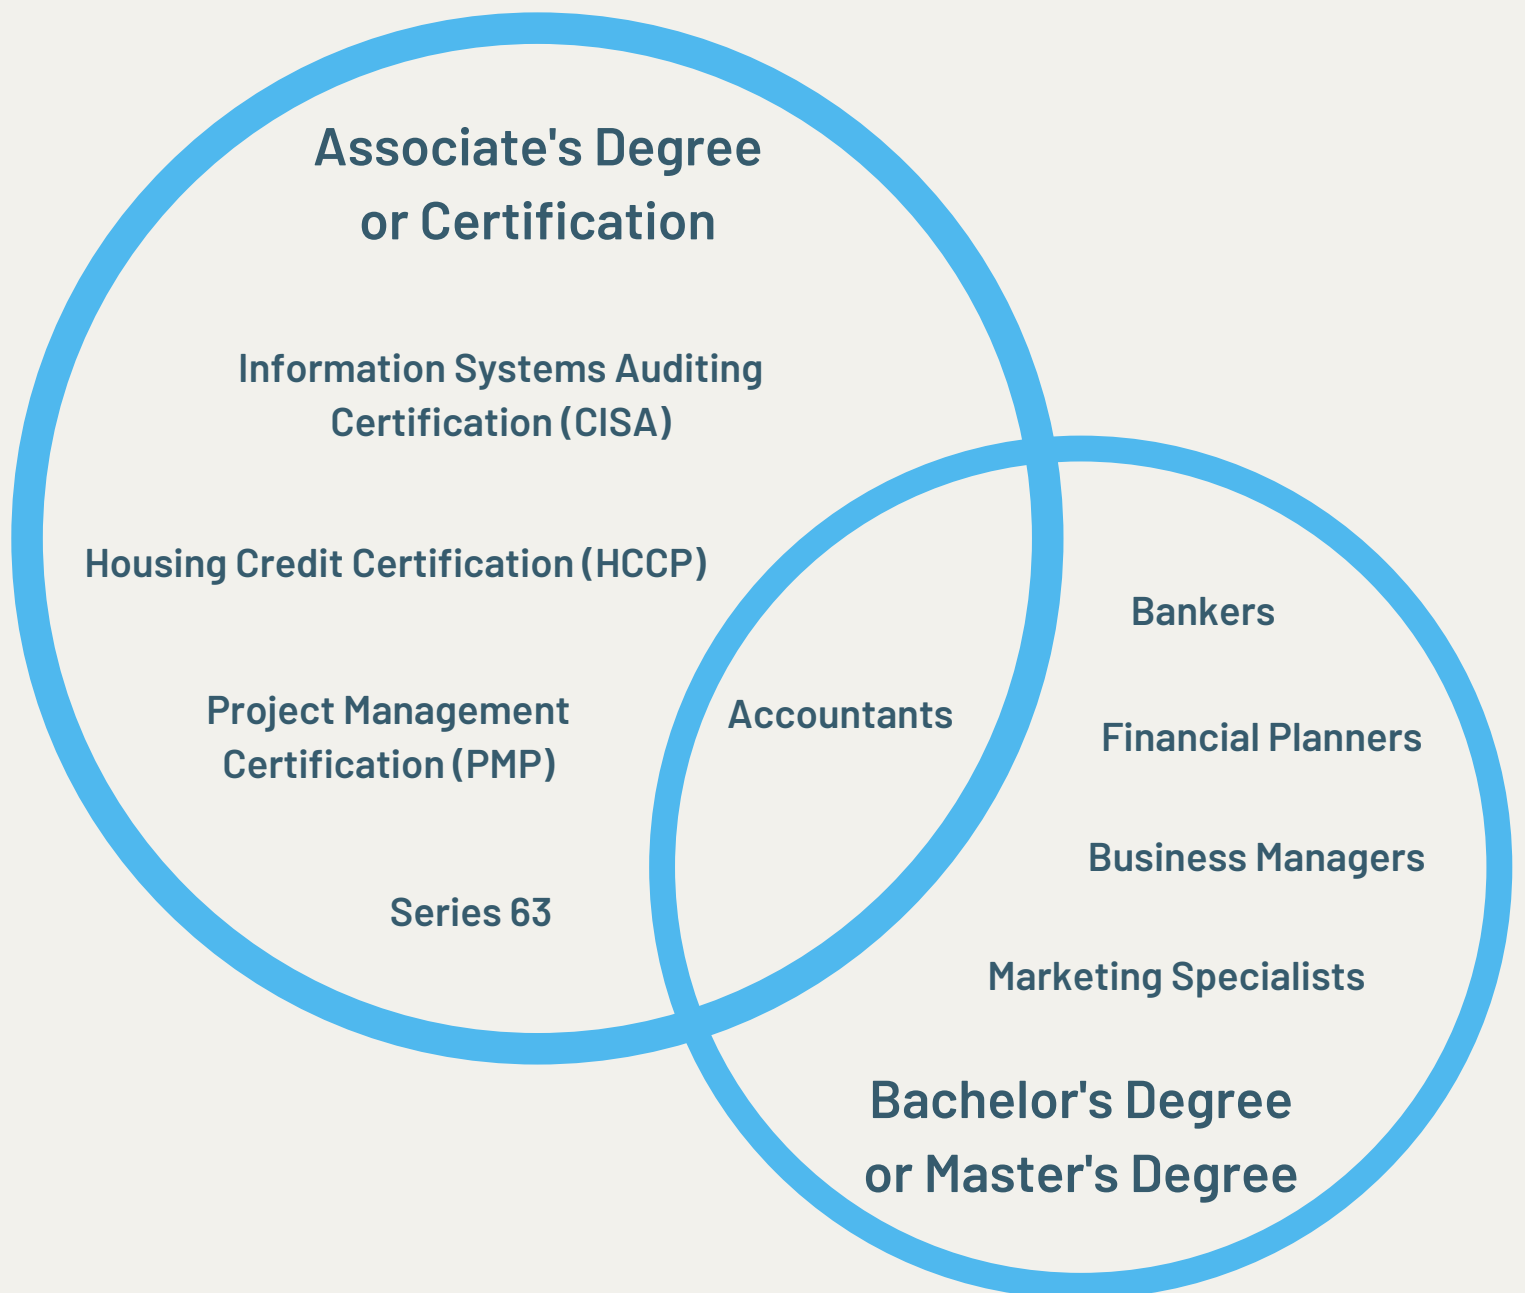 Associate's Degree
or Certification
Information Systems Auditing
Certification (CISA)
Housing Credit Certification (HCCP)
Project Management
Certification (PMP)
Series 63
Accountants
Bankers
Financial Planners
Business Managers
Marketing Specialists
Bachelor's Degree
or Master's Degree